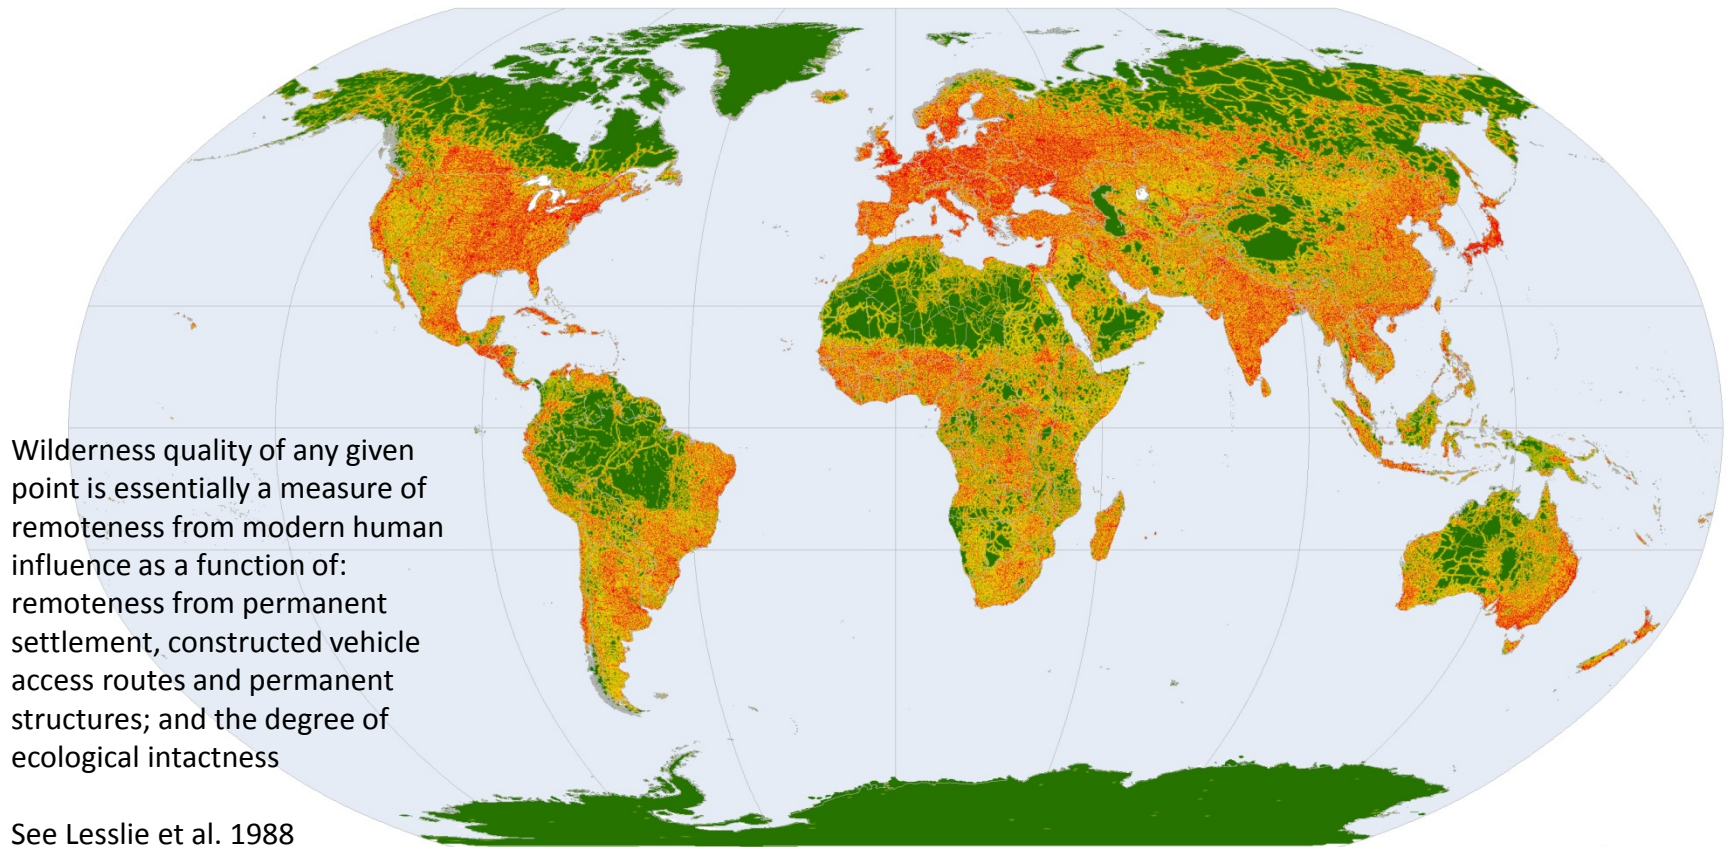 Wilderness quality of any given
point is essentially a measure of
remoteness from modern human
influence as a function of:
remoteness from permanent
settlement, constructed vehicle
access routes and permanent
structures; and the degree of
ecological intactness
See Lesslie et al. 1988